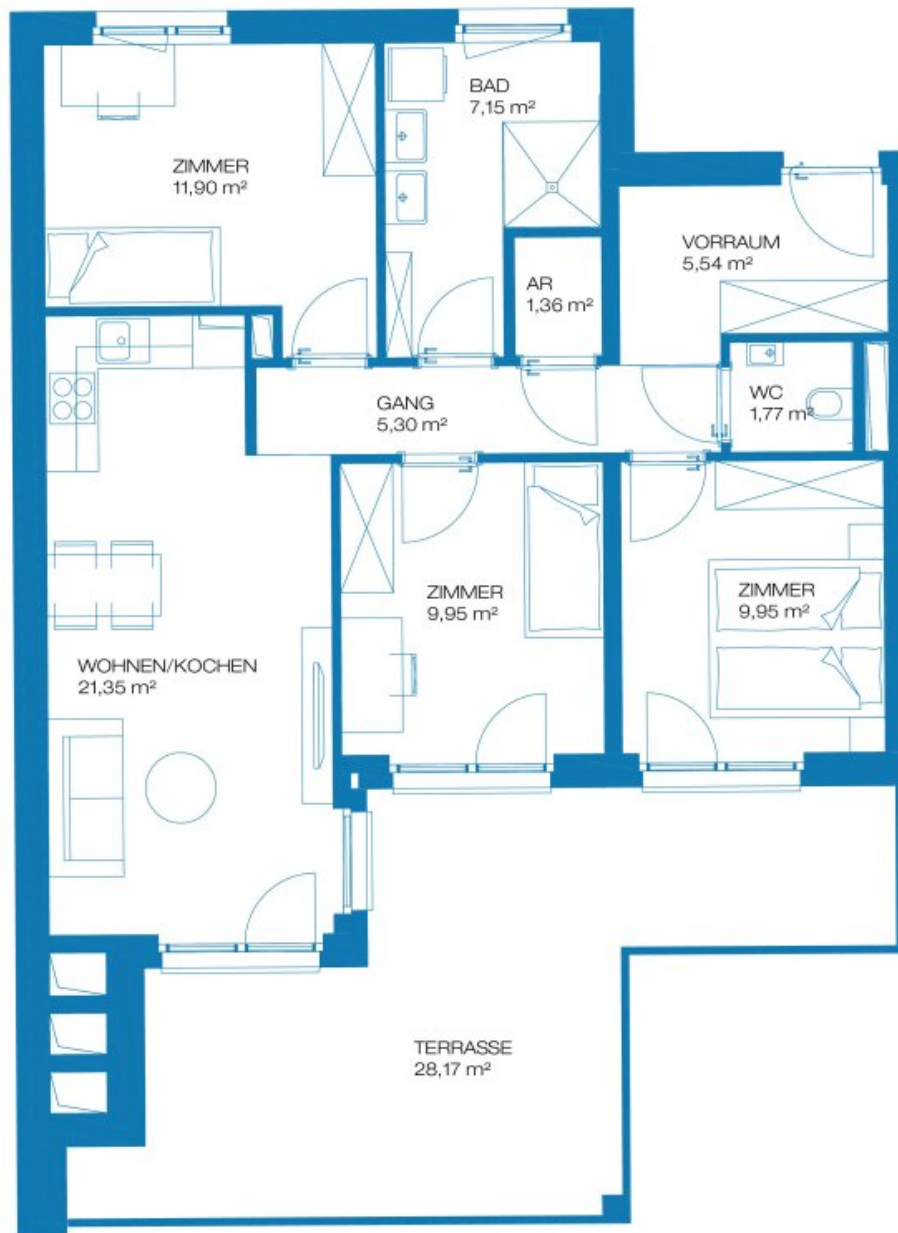 BAD
7,15 m²
ZIMMER
11,90 m²
VORRAUM
5,54 m²
AR
1,36 m²
WC
1,77 m²
GANG
5,30 m²
ZIMMER
9,95 m²
ZIMMER
9,95 m²
WOHNEN/KOCHEN
21,35 m²
TERRASSE
28,17 m²